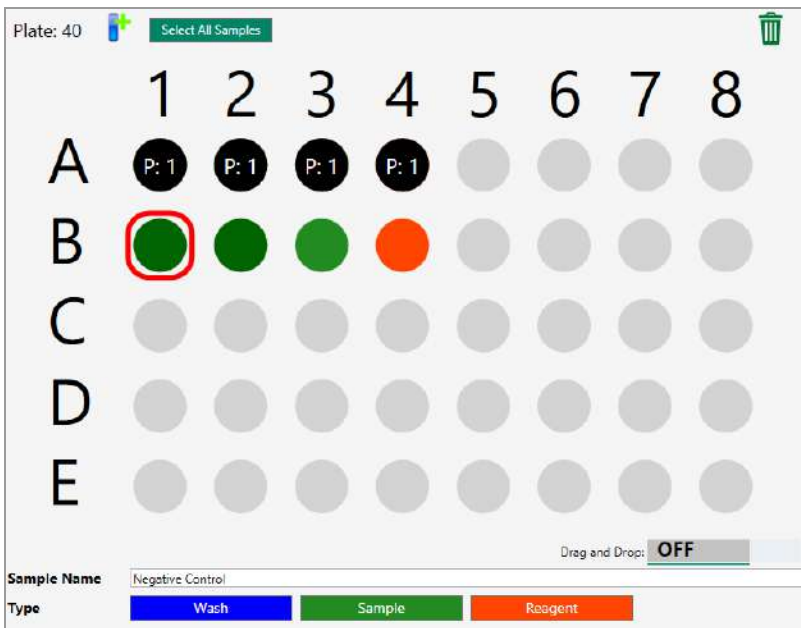 Plate: 40 Select All Samples
1 2 3 4 5 6 7 8
A P: 1 P: 1 P: 1 P: 1
B
C
D
E
Drag and Drop: OFF
Sample Name Negative Control
Type Wash Sample Reagent